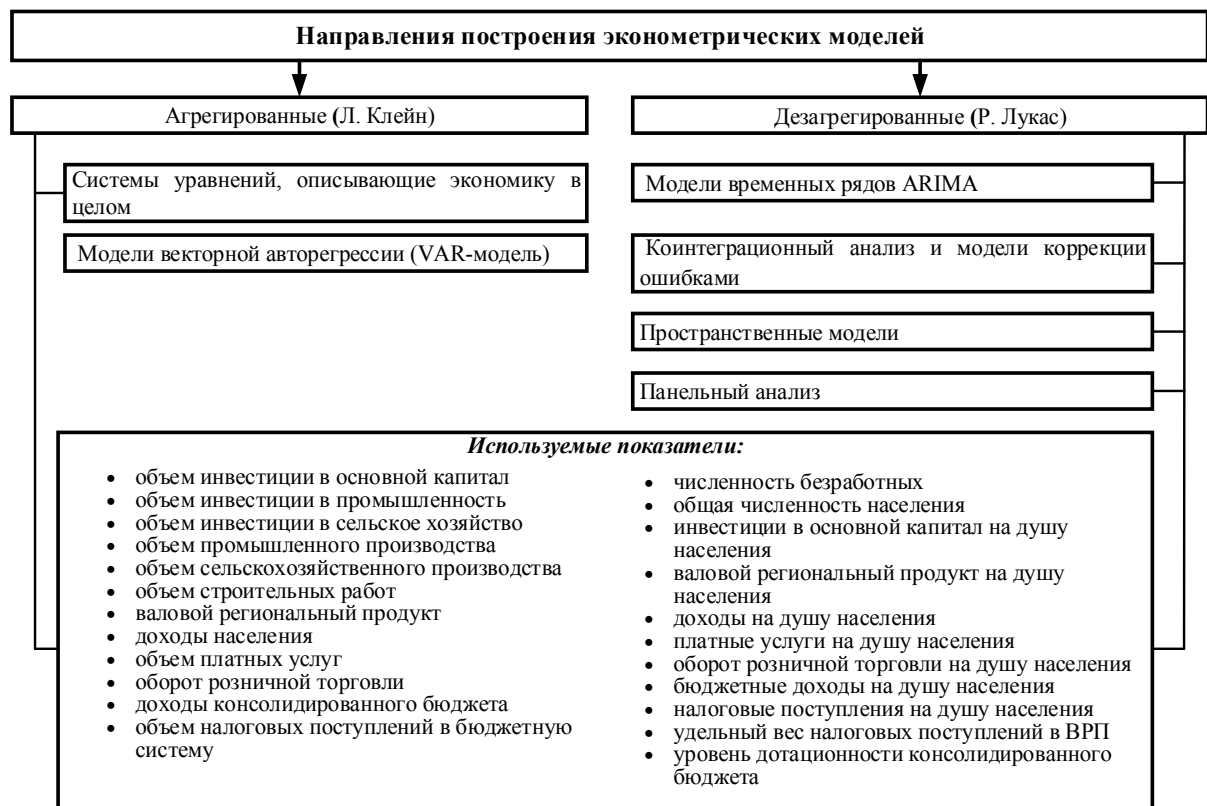 Направления построения эконометрических моделей
Агрегированные (Л. Клейн)
Дезагрегированные (Р. Лукас)
Системы уравнений, описывающие экономику в
целом
Модели векторной авторегрессии (VAR-модель)
Модели временных рядов ARIMA
Коинтеграционный анализ и модели коррекции
ошибками
Пространственные модели
Панельный анализ
Используемые показатели:
• объем инвестиции в основной капитал
• объем инвестиции в промышленность
• объем инвестиции в сельское хозяйство
• объем промышленного производства
• объем сельскохозяйственного производства
• объем строительных работ
• валовой региональный продукт
• доходы населения
• объем платных услуг
• оборот розничной торговли
• доходы консолидированного бюджета
• объем налоговых поступлений в бюджетную
систему
• численность безработных
• общая численность населения
• инвестиции в основной капитал на душу
населения
• валовой региональный продукт на душу
населения
• доходы на душу населения
• платные услуги на душу населения
• оборот розничной торговли на душу населения
• бюджетные доходы на душу населения
• налоговые поступления на душу населения
• удельный вес налоговых поступлений в ВРП
• уровень дотационности консолидированного
бюджета